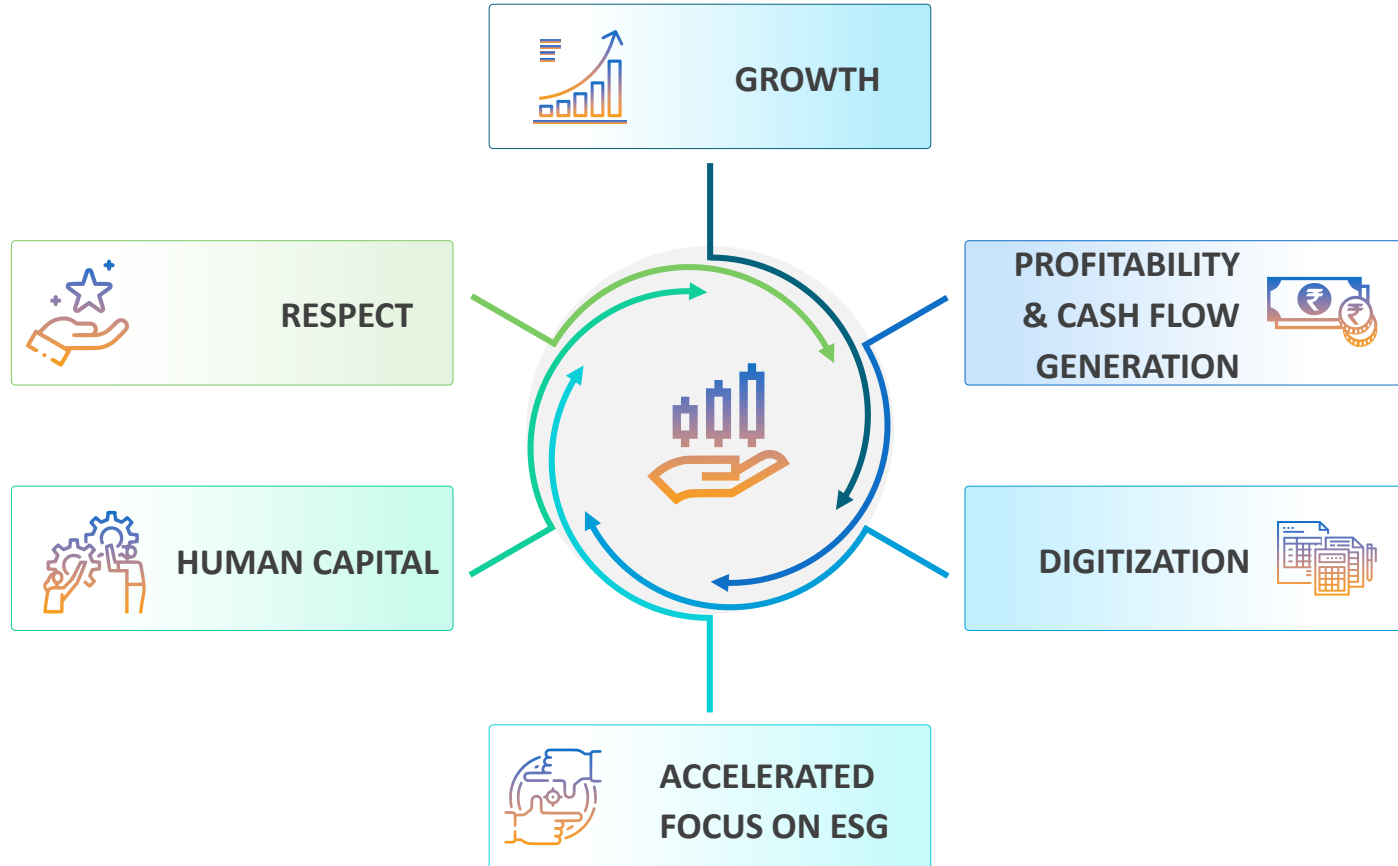 GROWTH
PROFITABILITY
& CASH FLOW
GENERATION
₹
₹
DIGITIZATION
ACCELERATED
FOCUS ON ESG
HUMAN CAPITAL
RESPECT